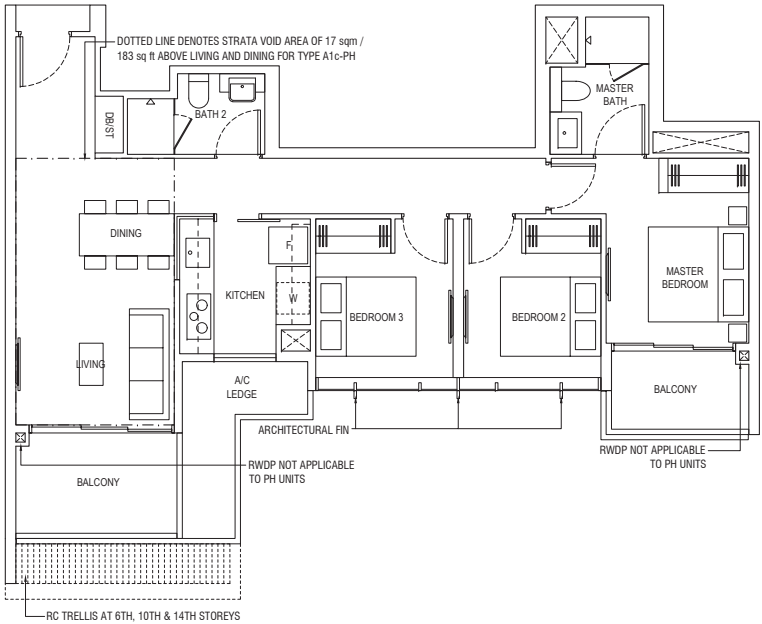 DOTTED LINE DENOTES STRATA VOID AREA OF 17 sqm /
183 sq ft ABOVE LIVING AND DINING FOR TYPE A1c-PH
DB/ST
BATH 2
MASTER
BATH
DINING
KITCHEN
F
W
BEDROOM 3
BEDROOM 2
MASTER
BEDROOM
LIVING
A/C
LEDGE
BALCONY
ARCHITECTURAL FIN
RWDP NOT APPLICABLE
TO PH UNITS
RWDP NOT APPLICABLE
TO PH UNITS
BALCONY
RC TRELLIS AT 6TH, 10TH & 14TH STOREYS